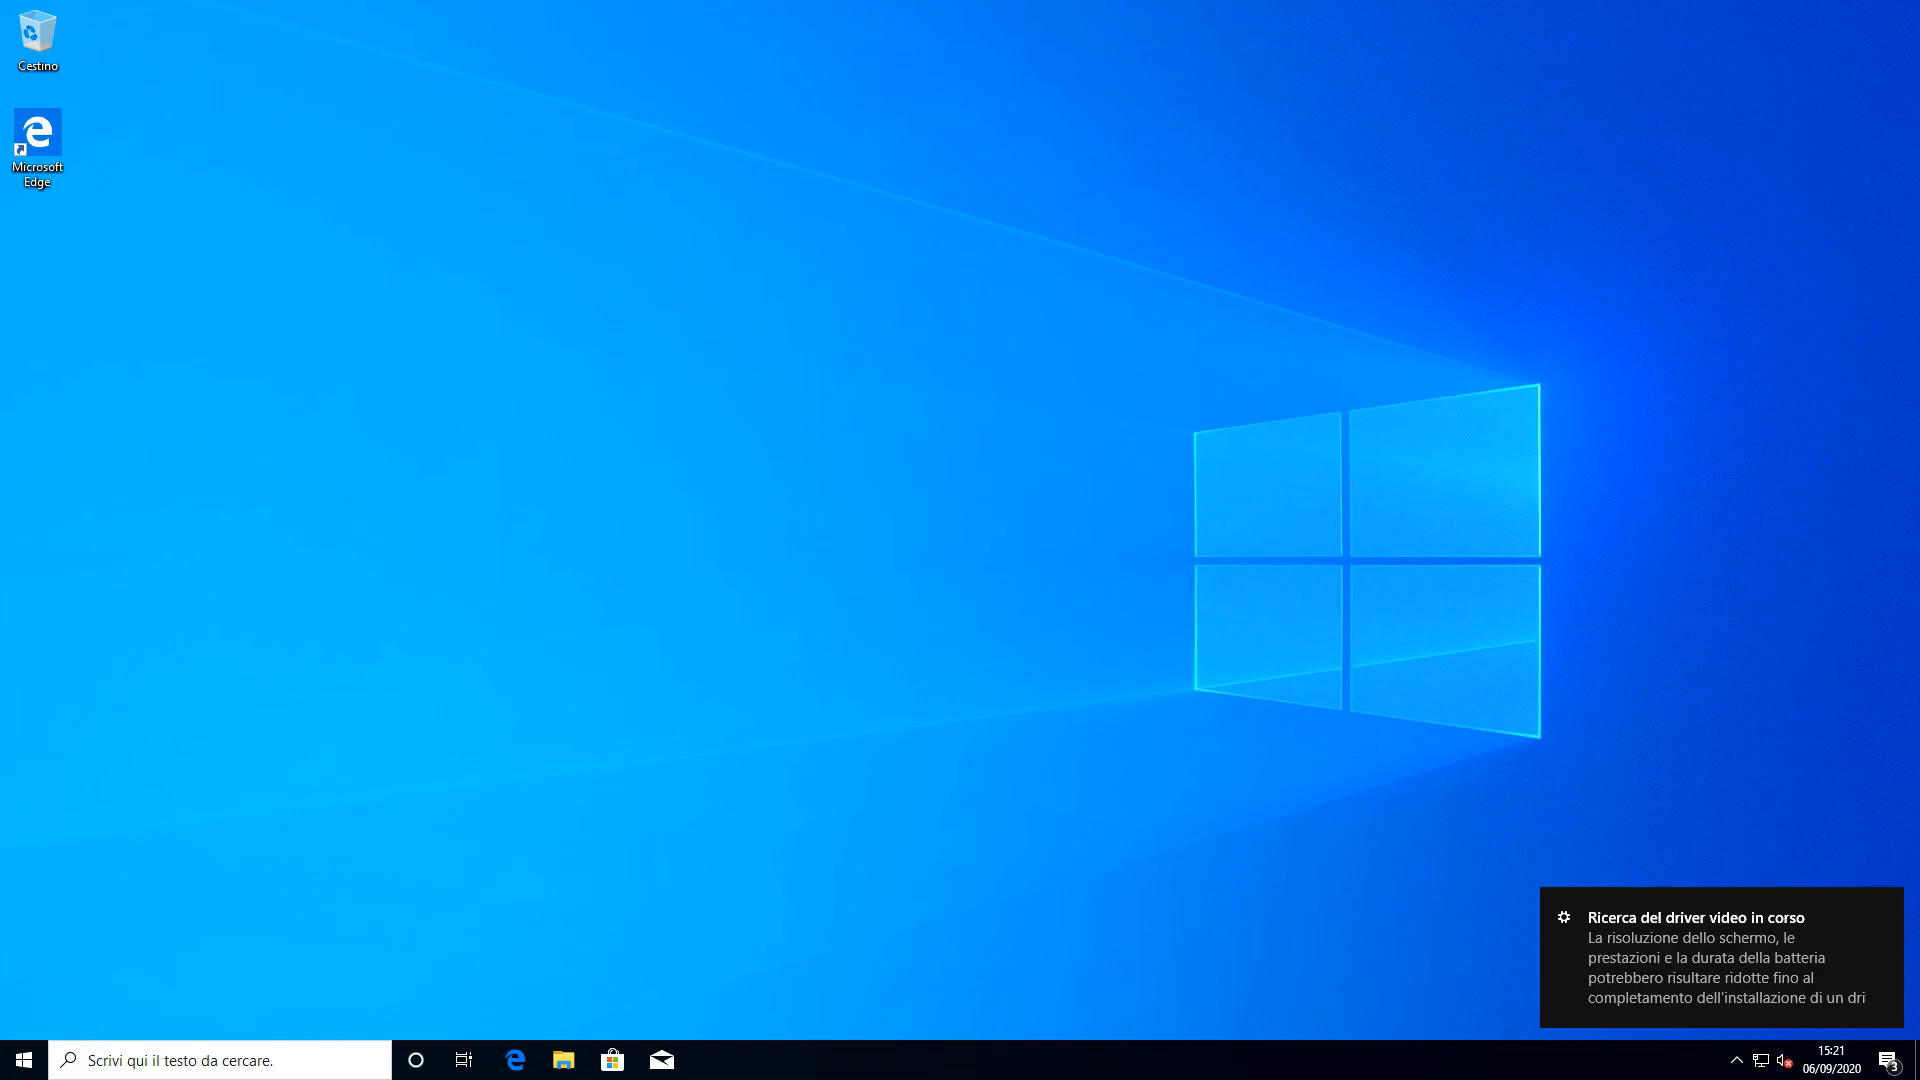 Cestino
Microsoft
Edge
Ricerca del driver video in corso
La risoluzione dello schermo, le
prestazioni e la durata della batteria
potrebbero risultare ridotte fino al
completamento dell'installazione di un dri
Scrivi qui il testo da cercare.
15:21
06/09/2020
3